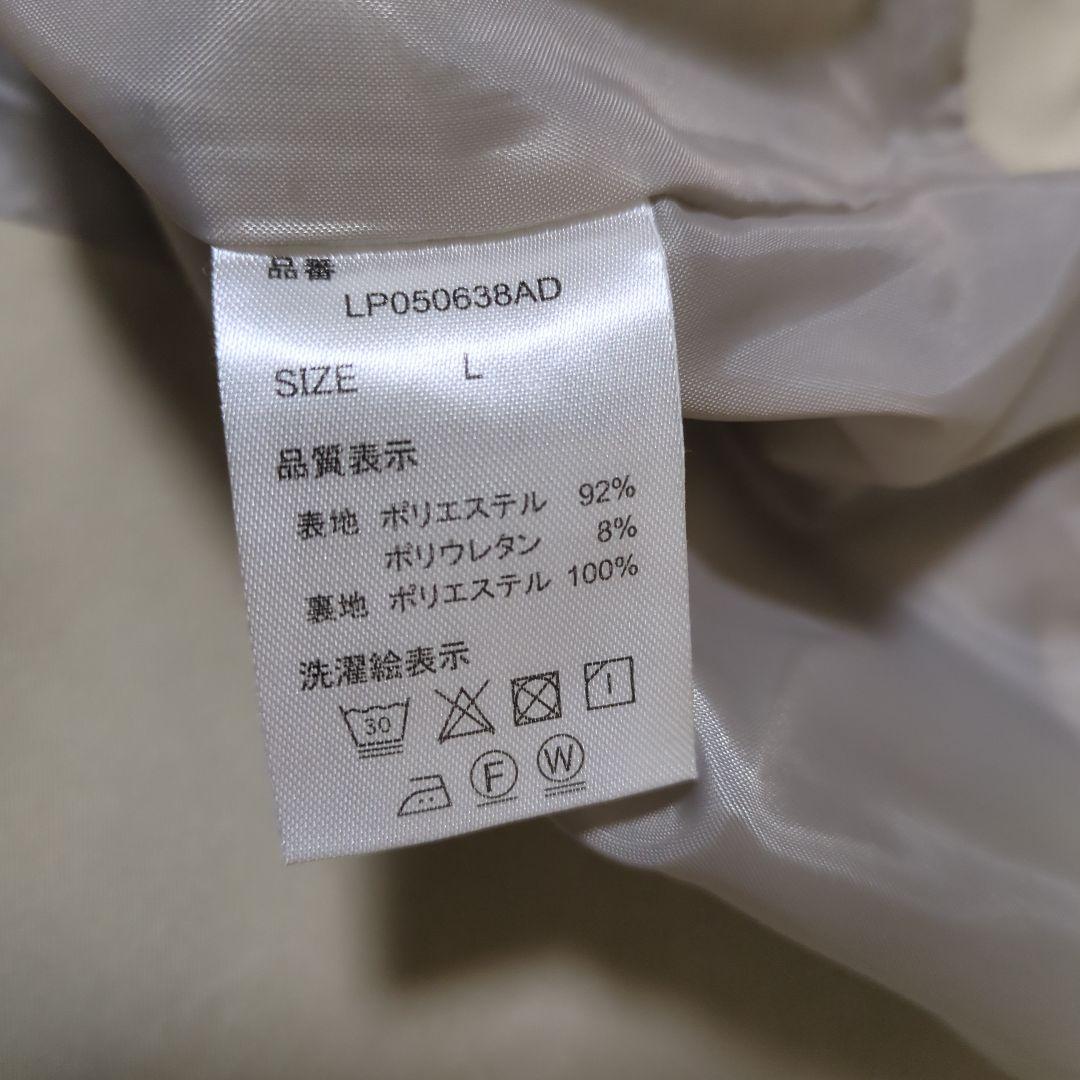 品番
LP050638AD
SIZE L
品質表示
表地 ポリエステル 92%
ポリウレタン 8%
裏地 ポリエステル 100%
洗濯絵表示
30
F W